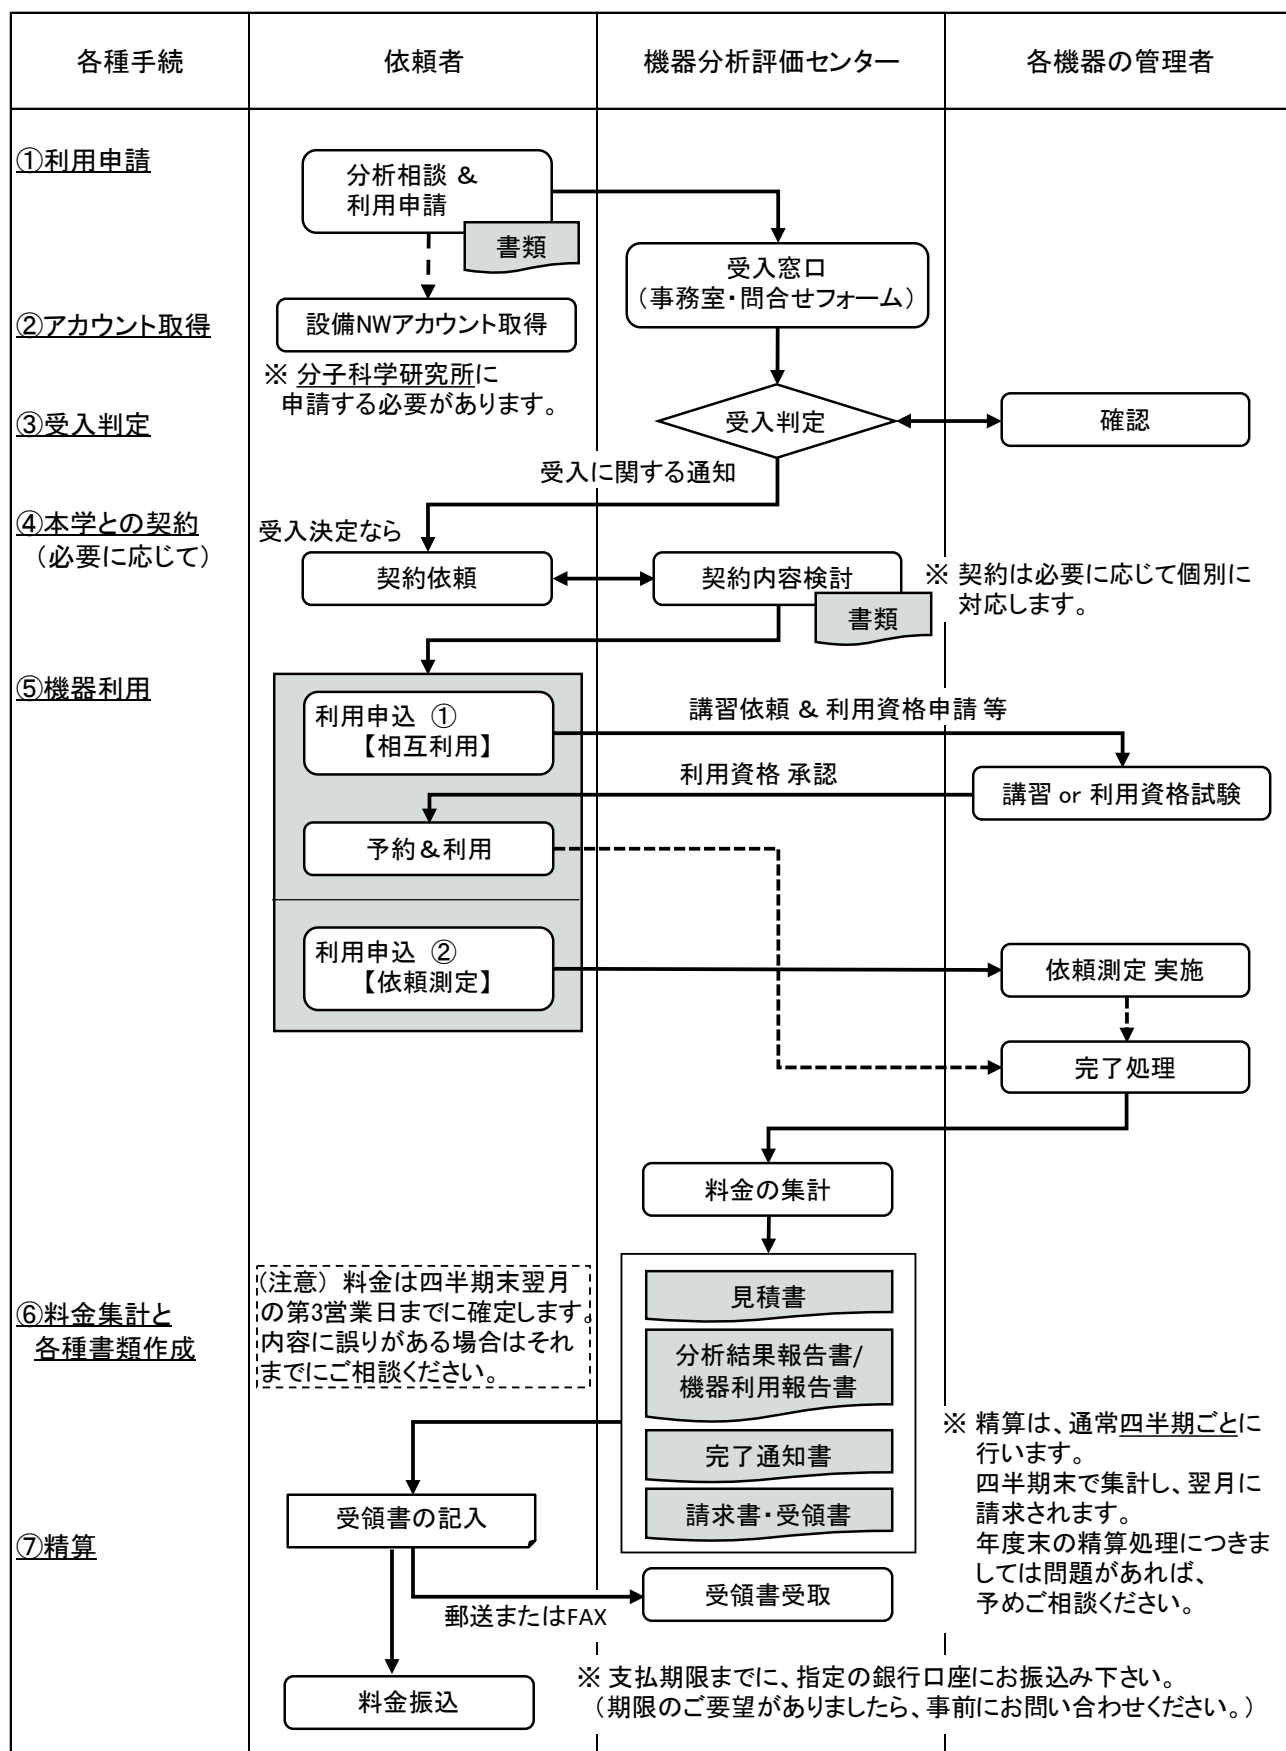 各種手続
依頼者
機器分析評価センター
各機器の管理者
①利用申請
分析相談 ＆
利用申請
書類
受入窓口
（事務室・問合せフォーム）
②アカウント取得
設備NWアカウント取得
※ 分子科学研究所に
申請する必要があります。
③受入判定
受入判定
確認
受入に関する通知
④本学との契約
（必要に応じて）
受入決定なら
契約依頼
契約内容検討
書類
※ 契約は必要に応じて個別に
対応します。
⑤機器利用
利用申込 ①
【相互利用】
講習依頼 ＆ 利用資格申請 等
利用資格 承認
講習 or 利用資格試験
予約＆利用
利用申込 ②
【依頼測定】
依頼測定 実施
完了処理
料金の集計
⑥料金集計と
各種書類作成
（注意） 料金は四半期末翌月
の第3営業日までに確定します。
内容に誤りがある場合はそれ
までにご相談ください。
見積書
分析結果報告書/
機器利用報告書
完了通知書
請求書・受領書
※ 精算は、通常四半期ごとに
行います。
四半期末で集計し、翌月に
請求されます。
年度末の精算処理につきま
しては問題があれば、
予めご相談ください。
⑦精算
受領書の記入
受領書受取
郵送またはFAX
料金振込
※ 支払期限までに、指定の銀行口座にお振込み下さい。
（期限のご要望がありましたら、事前にお問い合わせください。）